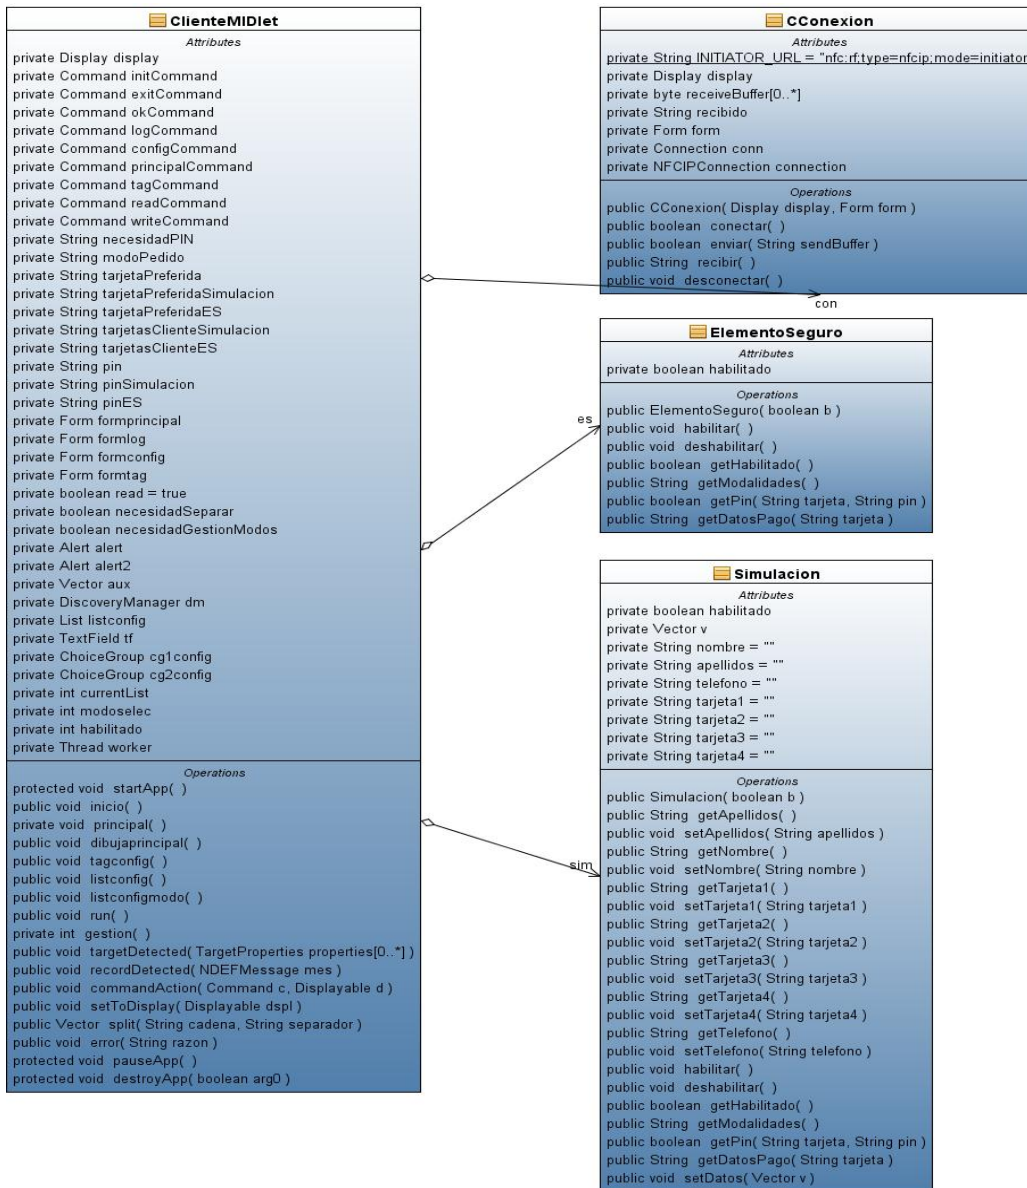 ClienteMIDlet
Attributes
private Display display
private Command initCommand
private Command exitCommand
private Command okCommand
private Command logCommand
private Command configCommand
private Command principalCommand
private Command tagCommand
private Command readCommand
private Command writeCommand
private String necesidadPIN
private String modoPedido
private String tarjetaPreferida
private String tarjetaPreferidaSimulacion
private String tarjetaPreferidaES
private String tarjetasClienteSimulacion
private String tarjetasClienteES
private String pin
private String pinSimulacion
private String pinES
private Form formprincipal
private Form formlog
private Form formconfig
private Form formtag
private boolean read = true
private boolean necesidadSeparar
private boolean necesidadGestionModos
private Alert alert
private Alert alert2
private Vector aux
private DiscoveryManager dm
private List listconfig
private TextField tf
private ChoiceGroup cg1config
private ChoiceGroup cg2config
private int currentList
private int modoselec
private int habilitado
private Thread worker
Operations
protected void startApp( )
public void inicio( )
private void principal( )
public void dibujaprincipal( )
public void tagconfig( )
public void listconfig( )
public void listconfigmodo( )
public void run( )
private int gestion( )
public void targetDetected( TargetProperties properties[0..*] )
public void recordDetected( NDEFMessage mes )
public void commandAction( Command c, Displayable d )
public void setToDisplay( Displayable dspl )
public Vector split( String cadena, String separador )
public void error( String razon )
protected void pauseApp( )
protected void destroyApp( boolean arg0 )
CConexion
Attributes
private String INITIATOR_URL = "nfc:rf;type=nfcip;mode=initiator
private Display display
private byte receiveBuffer[0..*]
private String recibido
private Form form
private Connection conn
private NFCIPConnection connection
Operations
public CConexion( Display display, Form form )
public boolean conectar( )
public boolean enviar( String sendBuffer )
public String recibir( )
public void desconectar( )
con
ElementoSeguro
Attributes
private boolean habilitado
Operations
public ElementoSeguro( boolean b )
public void habilitar( )
public void deshabilitar( )
public boolean getHabilitado( )
public String getModalidades( )
public boolean getPin( String tarjeta, String pin )
public String getDatosPago( String tarjeta )
es
Simulacion
Attributes
private boolean habilitado
private Vector v
private String nombre = ""
private String apellidos = ""
private String telefono = ""
private String tarjeta1 = ""
private String tarjeta2 = ""
private String tarjeta3 = ""
private String tarjeta4 = ""
Operations
public Simulacion( boolean b )
public String getApellidos( )
public void setApellidos( String apellidos )
public String getNombre( )
public void setNombre( String nombre )
public String getTarjeta1( )
public void setTarjeta1( String tarjeta1 )
public String getTarjeta2( )
public void setTarjeta2( String tarjeta2 )
public String getTarjeta3( )
public void setTarjeta3( String tarjeta3 )
public String getTarjeta4( )
public void setTarjeta4( String tarjeta4 )
public String getTelefono( )
public void setTelefono( String telefono )
public void habilitar( )
public void deshabilitar( )
public boolean getHabilitado( )
public String getModalidades( )
public boolean getPin( String tarjeta, String pin )
public String getDatosPago( String tarjeta )
public void setDatos( Vector v )
sim